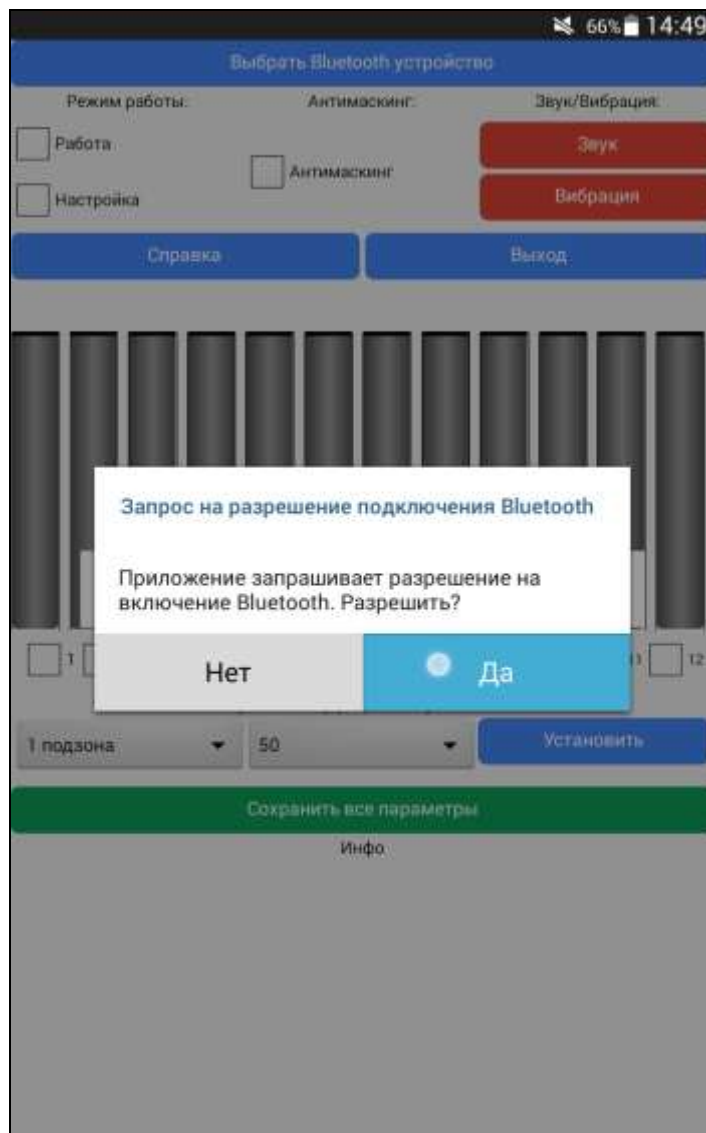 66% 14:49
Выбрать Bluetooth устройство
Режим работы: Антимаскинг: Звук/Вибрация:
Работа Звук
Антимаскинг
Настройка Вибрация
Справка Выход
Запрос на разрешение подключения Bluetooth
Приложение запрашивает разрешение на
включение Bluetooth. Разрешить?
Нет Да
1 11 12
1 подзона 50 Установить
Сохранить все параметры
Инфо